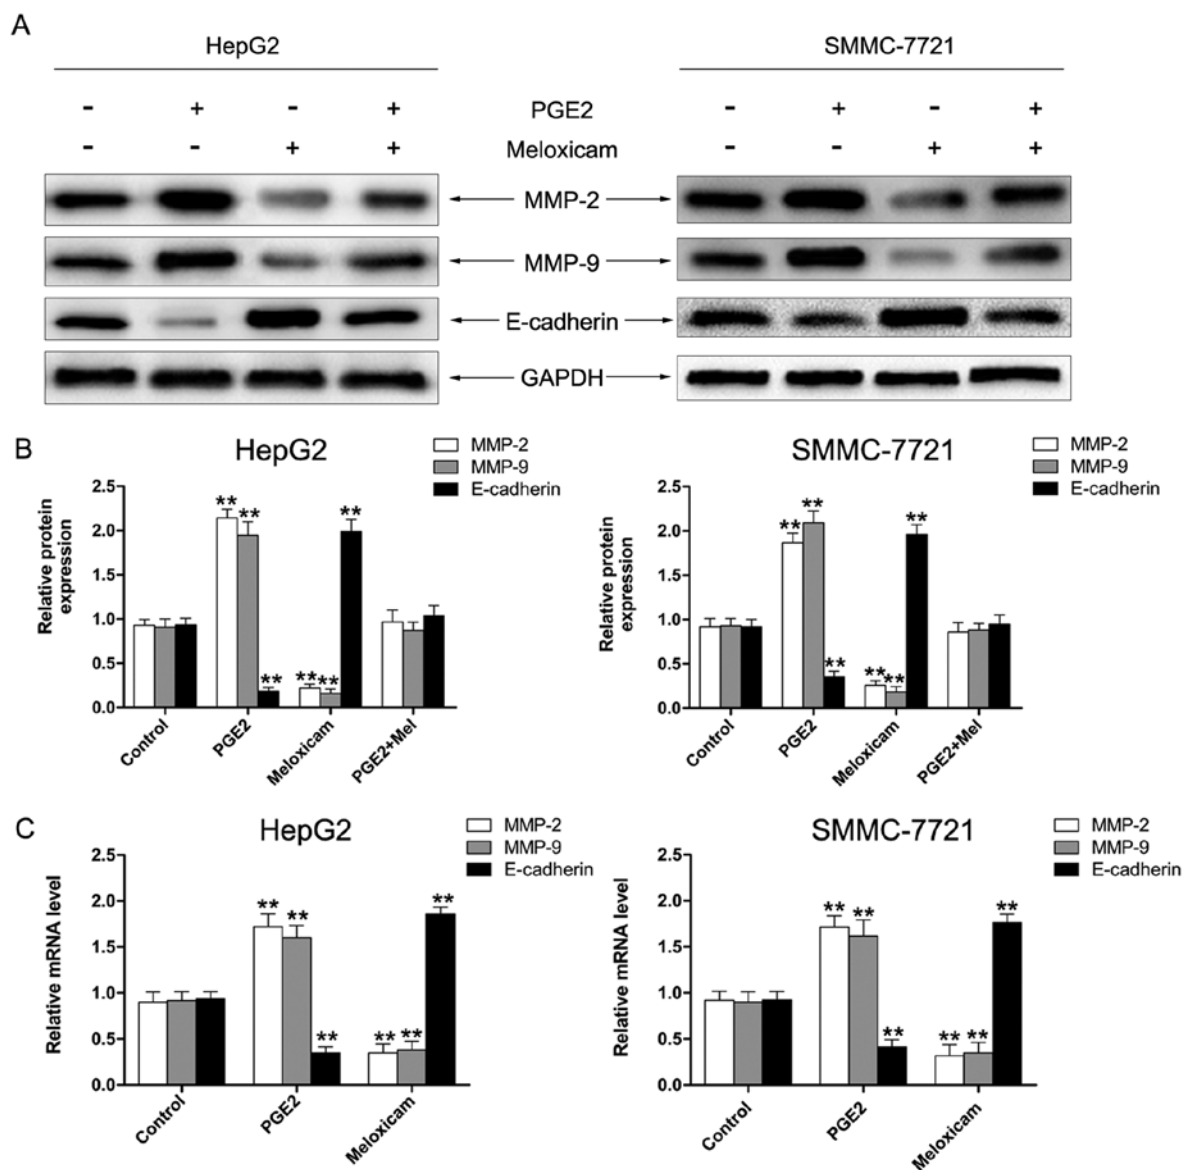 A
HepG2
SMMC-7721
- + - + PGE2 - + - +
- - + + Meloxicam - - + +
MMP-2
MMP-9
E-cadherin
GAPDH
B
HepG2
MMP-2
MMP-9
E-cadherin
Relative protein
expression
2.5
2.0
1.5
1.0
0.5
0.0
** ** ** ** ** **
Control PGE2 Meloxicam PGE2+Mel
SMMC-7721
MMP-2
MMP-9
E-cadherin
Relative protein
expression
2.5
2.0
1.5
1.0
0.5
0.0
** ** ** ** ** **
Control PGE2 Meloxicam PGE2+Mel
C
HepG2
MMP-2
MMP-9
E-cadherin
Relative mRNA level
2.5
2.0
1.5
1.0
0.5
0.0
** ** ** ** ** **
Control PGE2 Meloxicam
SMMC-7721
MMP-2
MMP-9
E-cadherin
Relative mRNA level
2.5
2.0
1.5
1.0
0.5
0.0
** ** ** ** ** **
Control PGE2 Meloxicam